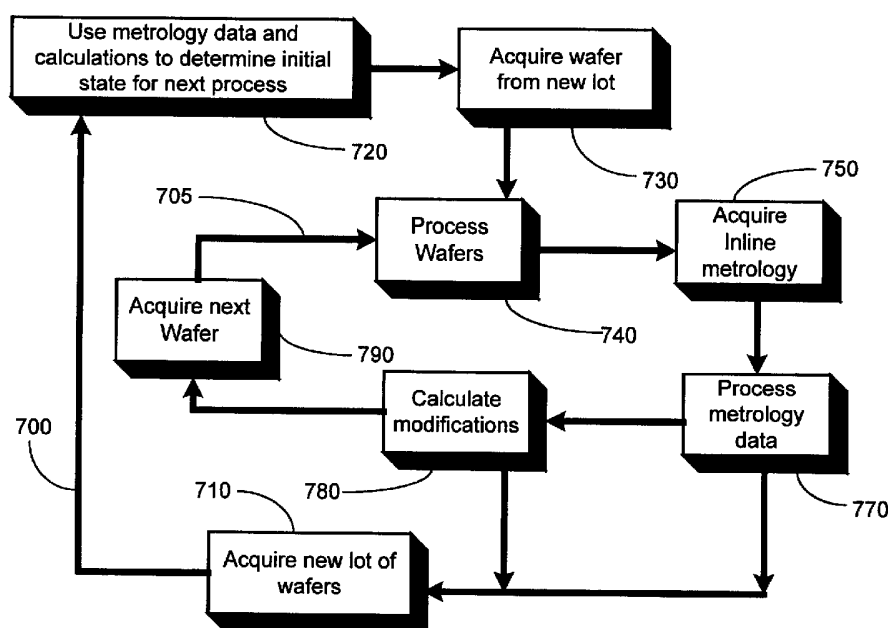 Use metrology data and
calculations to determine initial
state for next process
720
Acquire wafer
from new lot
730
705
750
Process
Wafers
740
Acquire
Inline
metrology
Acquire next
Wafer
790
Calculate
modifications
780
Process
metrology
data
770
700
710
Acquire new lot of
wafers